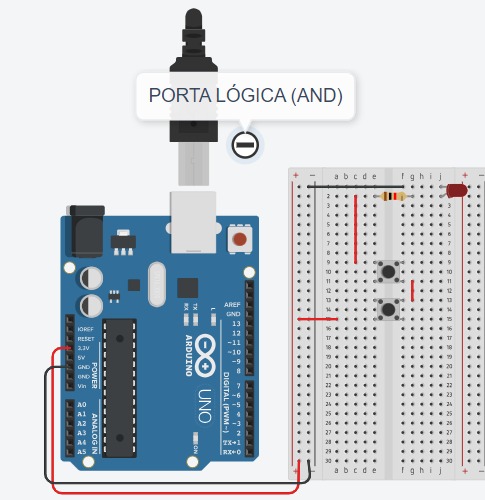 PORTA LÓGICA (AND)
+ − a b c d e f g h i j +
IOREF
RESET
3.3V
5V
GND
GND
Vin
POWER
A0
A1
A2
A3
A4
A5
ANALOG IN
AREF
GND
13
12
~11
~10
~9
8
7
~6
~5
4
~3
2
TX→1
RX←0
DIGITAL (PWM~)
RX
TX
L
ARDUINO
UNO
ON
+ − a b c d e f g h i j